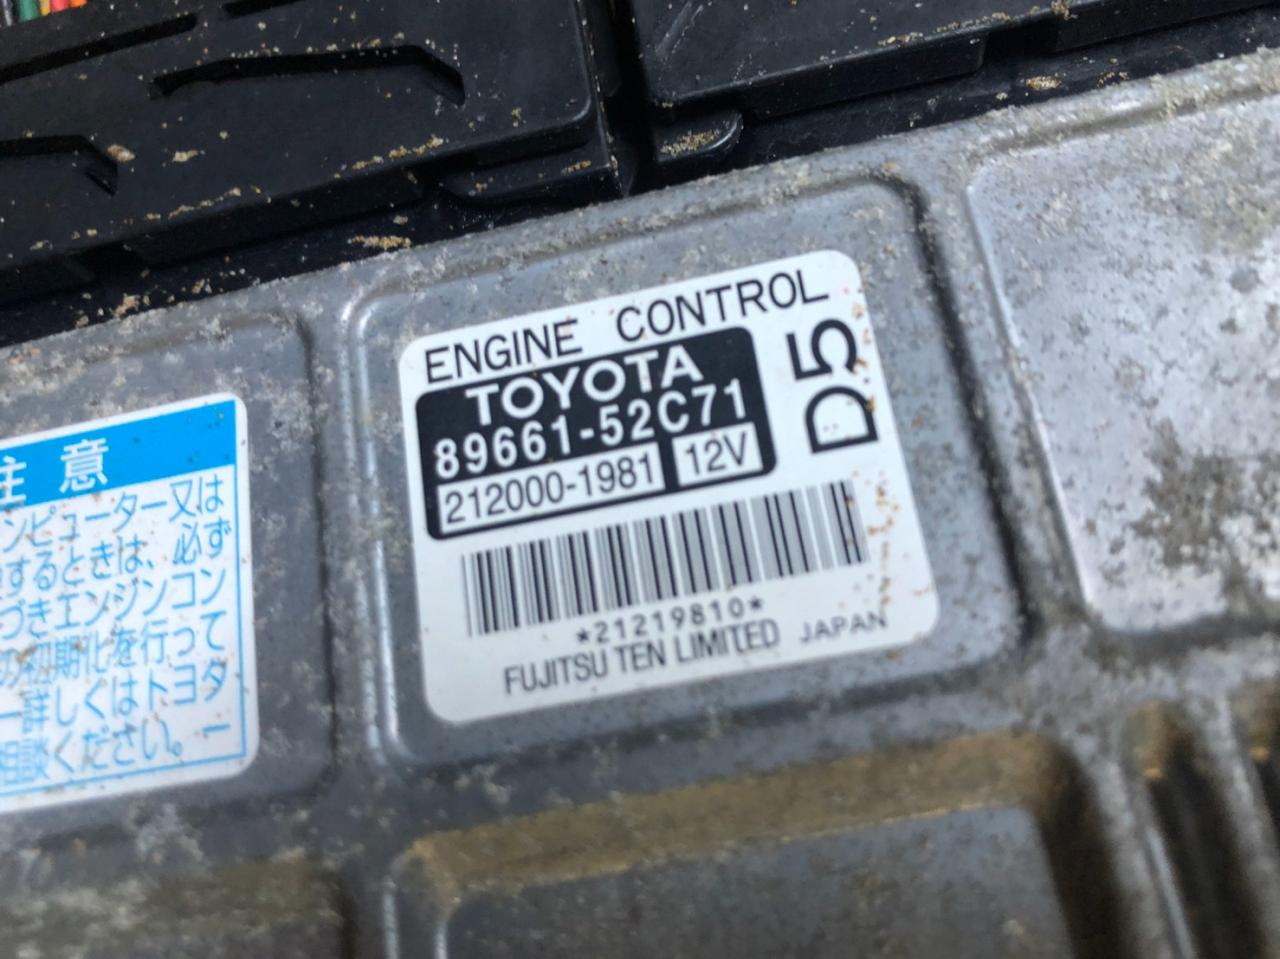 ENGINE CONTROL
TOYOTA
89661-52C71
212000-1981 12V
D5
*21219810*
FUJITSU TEN LIMITED JAPAN
注意
ンピューター又は
するときは、必ず
づきエンジンコン
の初期化を行って
詳しくはトヨタ
相談ください。